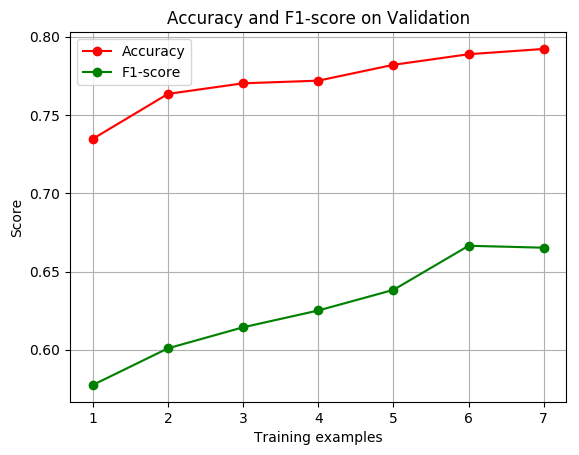 Accuracy and F1-score on Validation
Accuracy
F1-score
0.80
0.75
0.70
0.65
0.60
Score
1 2 3 4 5 6 7
Training examples